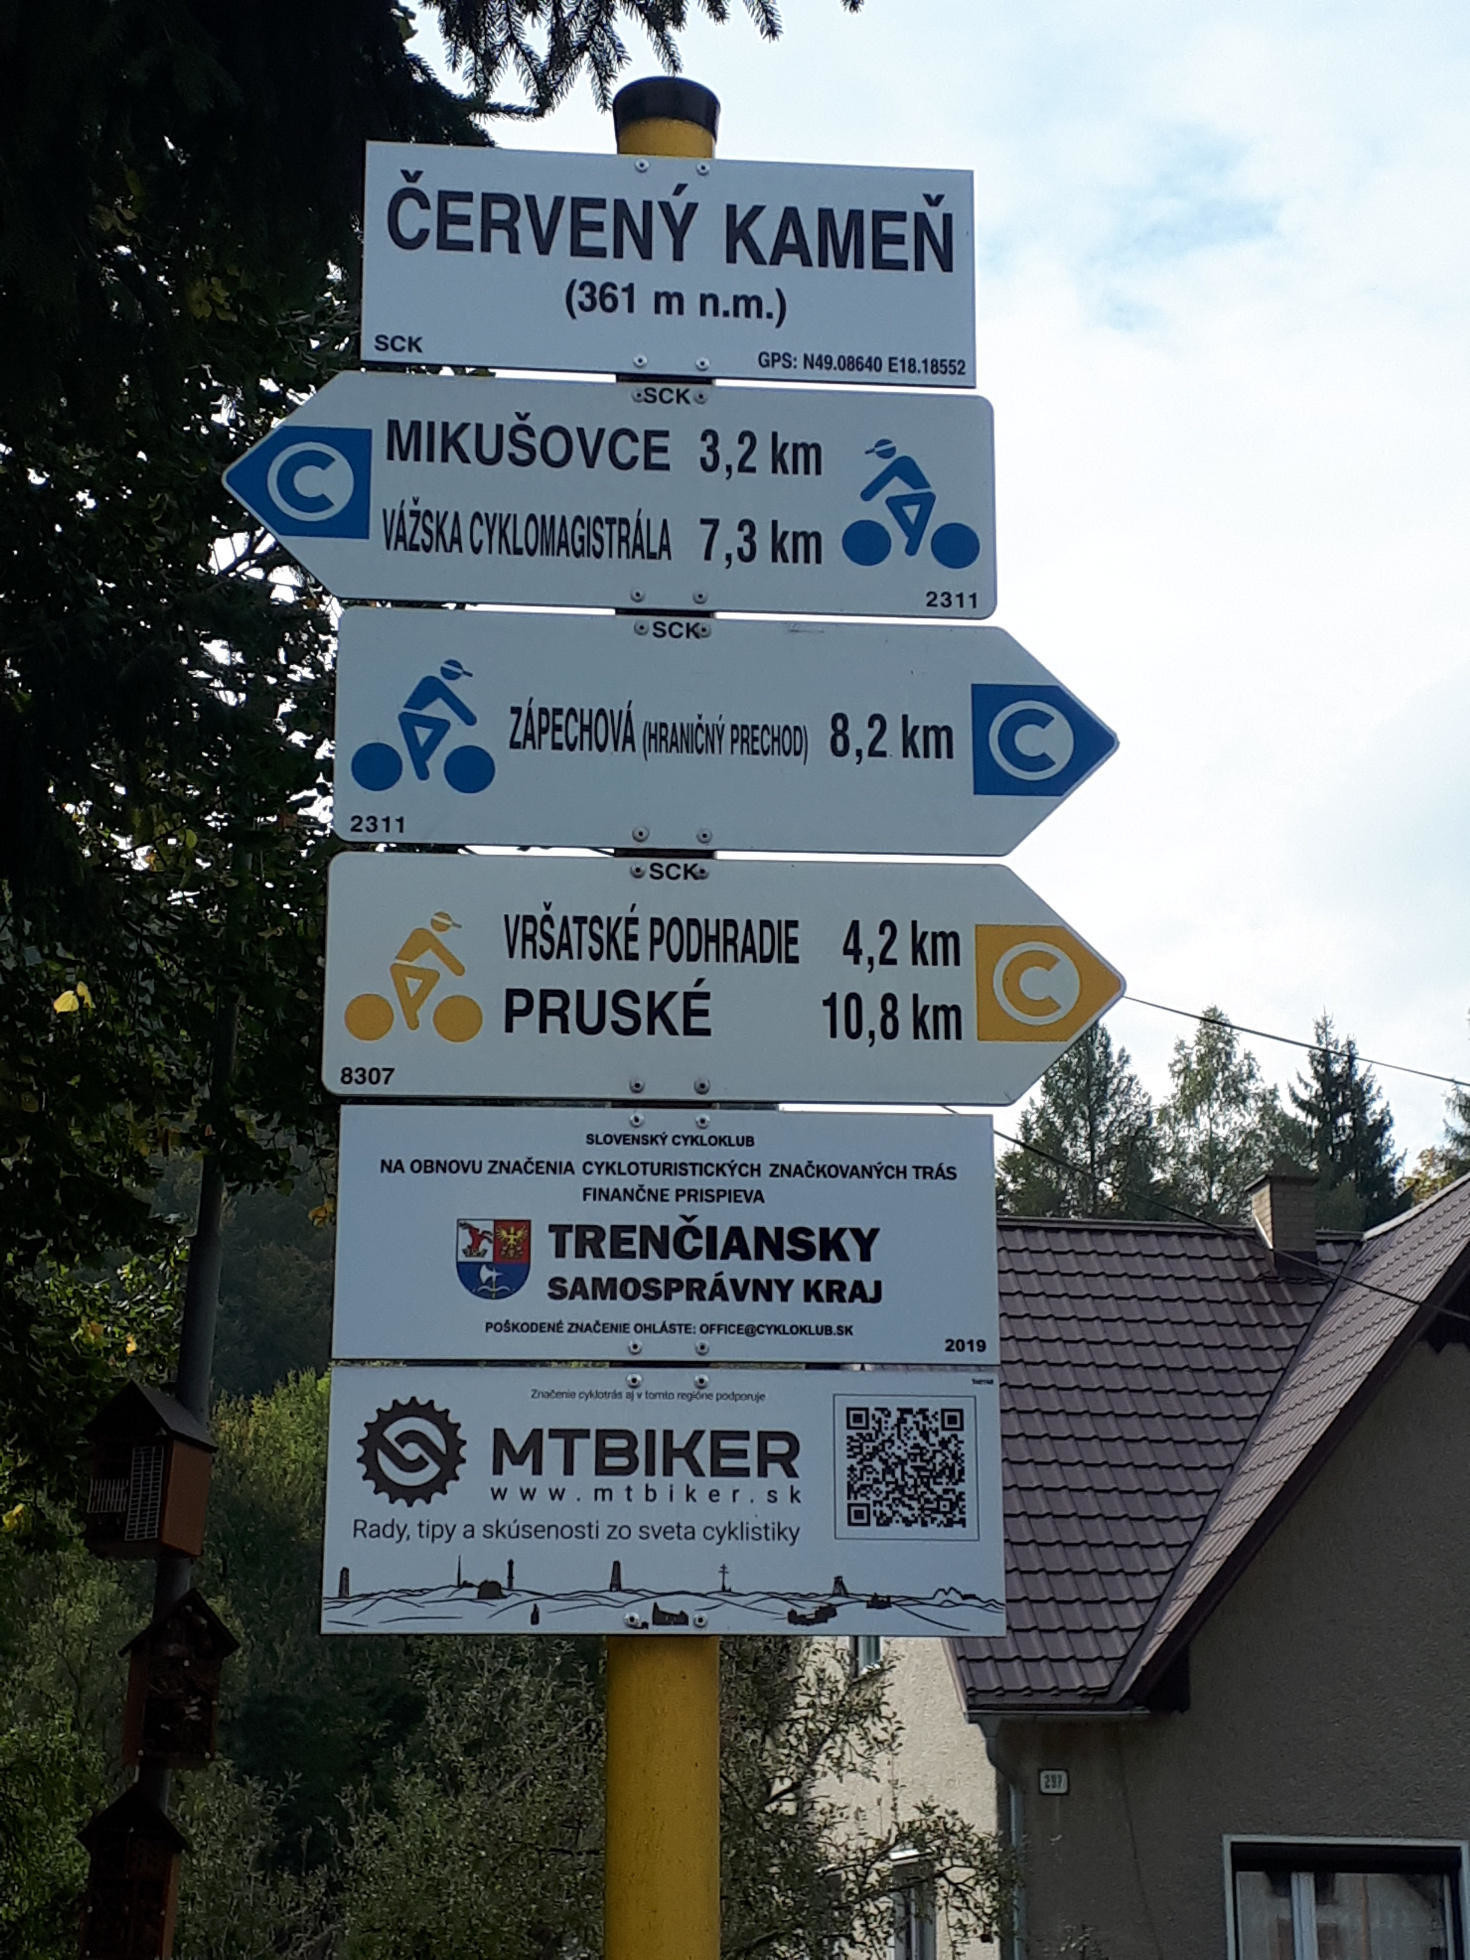 ČERVENÝ KAMEŇ
(361 m n.m.)
SCK
GPS: N49.08640 E18.18552
SCK
C
MIKUŠOVCE 3,2 km
VÁŽSKA CYKLOMAGISTRÁLA 7,3 km
2311
SCK
ZÁPECHOVÁ (HRANIČNÝ PRECHOD) 8,2 km
C
2311
SCK
VRŠATSKÉ PODHRADIE 4,2 km
PRUSKÉ 10,8 km
C
8307
SLOVENSKÝ CYKLOKLUB
NA OBNOVU ZNAČENIA CYKLOTURISTICKÝCH ZNAČKOVANÝCH TRÁS
FINANČNE PRISPIEVA
TRENČIANSKY
SAMOSPRÁVNY KRAJ
POŠKODENÉ ZNAČENIE OHLÁSTE: OFFICE@CYKLOKLUB.SK
2019
Značenie cyklotrás aj v tomto regióne podporuje
MTBIKER
www.mtbiker.sk
Rady, tipy a skúsenosti zo sveta cyklistiky
297